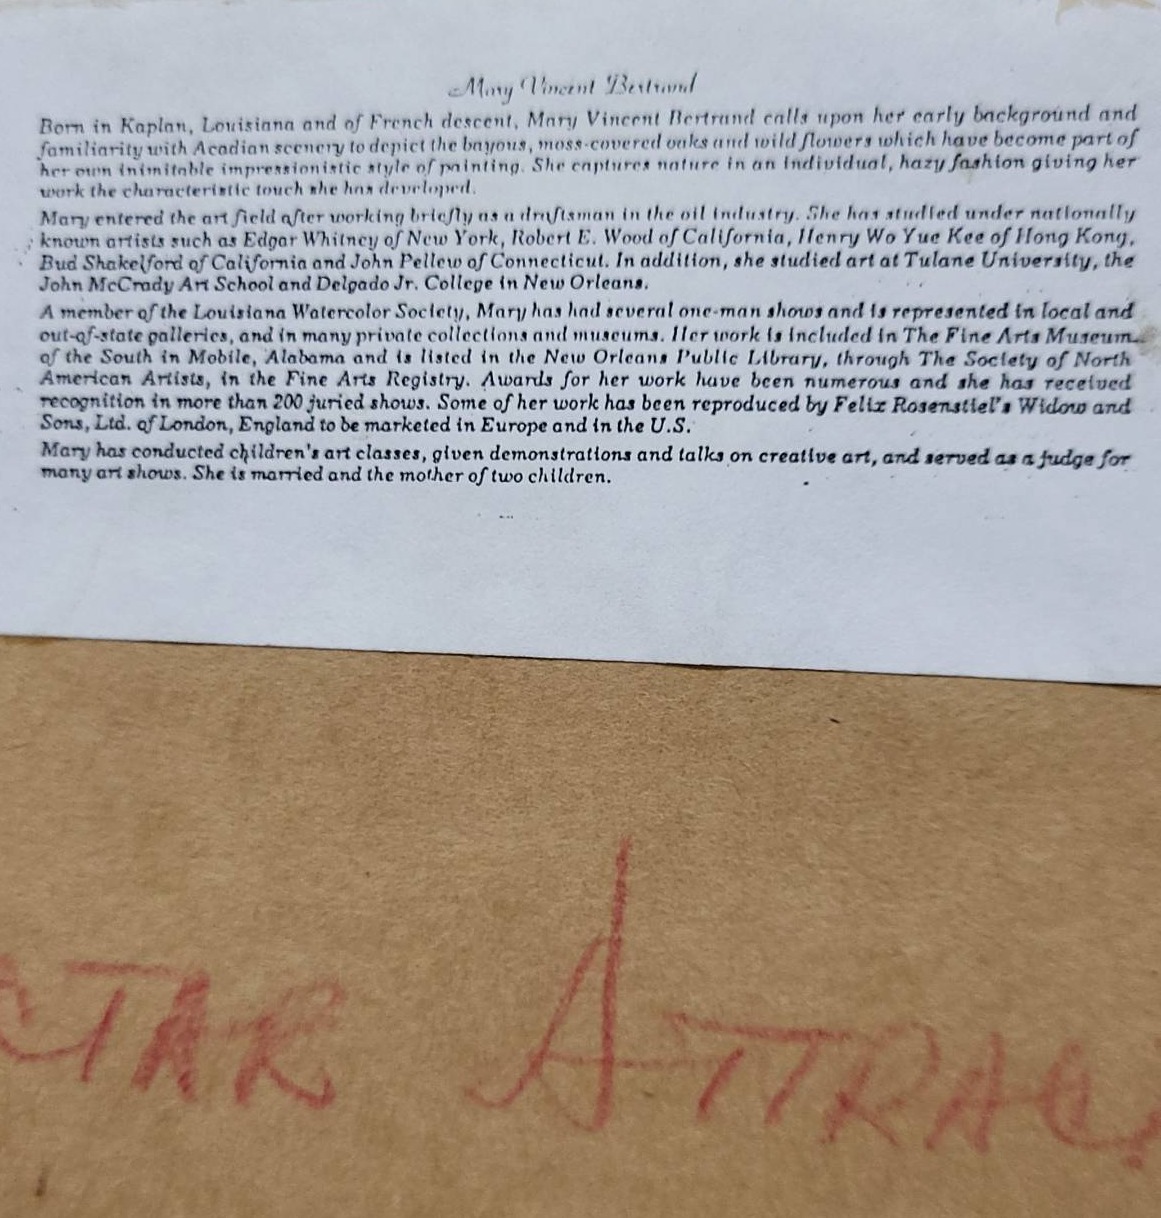 Mary Vincent Bertrand
Born in Kaplan, Louisiana and of French descent, Mary Vincent Bertrand calls upon her early background and
familiarity with Acadian scenery to depict the bayous, moss-covered oaks and wild flowers which have become part of
her own inimitable impressionistic style of painting. She captures nature in an individual, hazy fashion giving her
work the characteristic touch she has developed.
Mary entered the art field after working briefly as a draftsman in the oil industry. She has studied under nationally
known artists such as Edgar Whitney of New York, Robert E. Wood of California, Henry Wo Yue Kee of Hong Kong,
Bud Shakelford of California and John Pellew of Connecticut. In addition, she studied art at Tulane University, the
John McCrady Art School and Delgado Jr. College in New Orleans.
A member of the Louisiana Watercolor Society, Mary has had several one-man shows and is represented in local and
out-of-state galleries, and in many private collections and museums. Her work is included in The Fine Arts Museum
of the South in Mobile, Alabama and is listed in the New Orleans Public Library, through The Society of North
American Artists, in the Fine Arts Registry. Awards for her work have been numerous and she has received
recognition in more than 200 juried shows. Some of her work has been reproduced by Felix Rosenstiel's Widow and
Sons, Ltd. of London, England to be marketed in Europe and in the U.S.
Mary has conducted children's art classes, given demonstrations and talks on creative art, and served as a judge for
many art shows. She is married and the mother of two children.
STAR ATTRAC